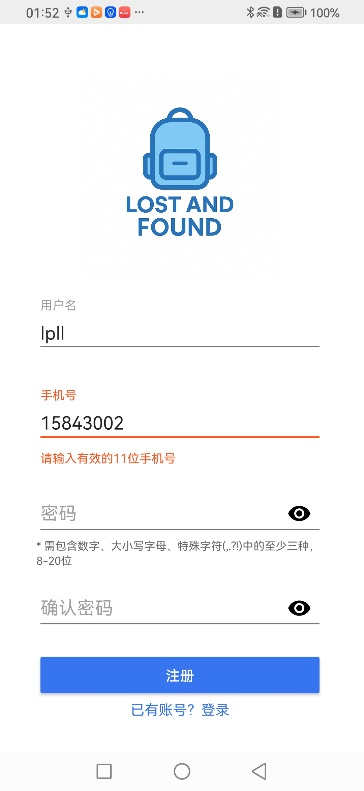 01:52
100%
LOST AND
FOUND
用户名
lpll
手机号
15843002
请输入有效的11位手机号
密码
* 需包含数字、大小写字母、特殊字符(,.?!)中的至少三种，
8-20位
确认密码
注册
已有账号？登录